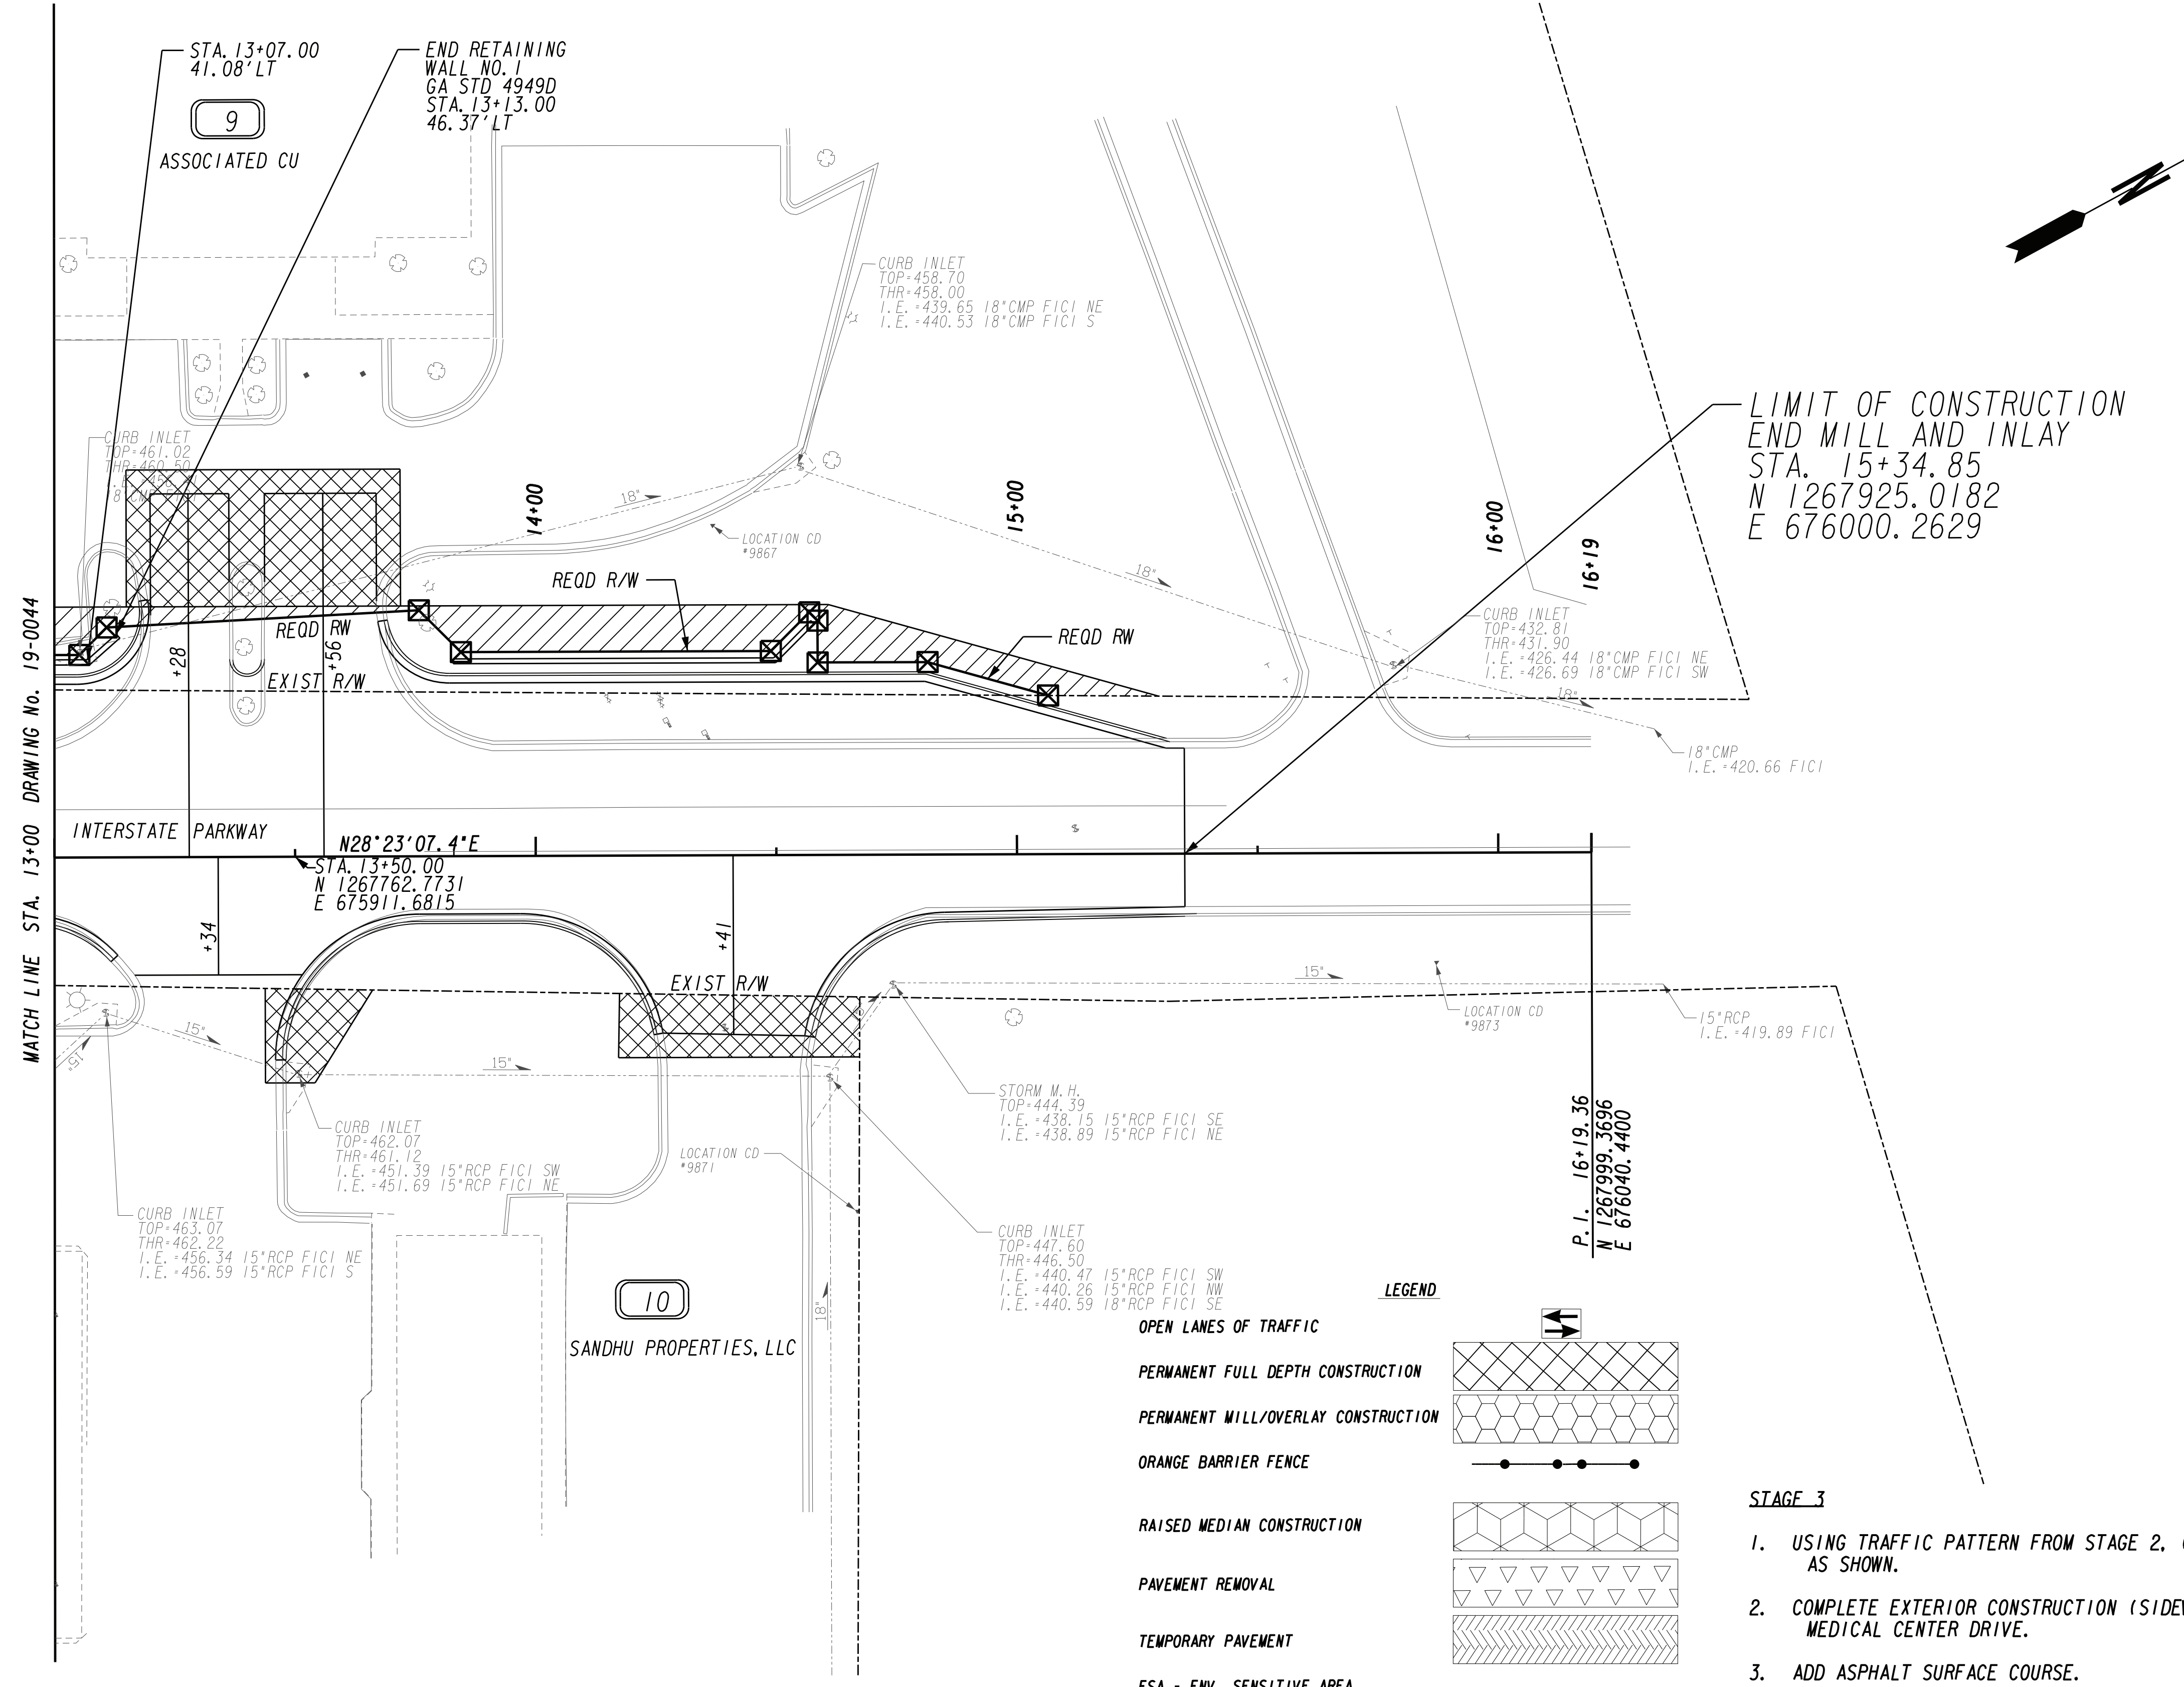 STA. 13+07.00
41.08'LT
END RETAINING
WALL NO. 1
GA STD 4949D
STA. 13+13.00
46.37'LT
9
ASSOCIATED CU
N
CURB INLET
TOP=458.70
THR=458.00
I.E.=439.65 18"CMP FICI NE
I.E.=440.53 18"CMP FICI S
LIMIT OF CONSTRUCTION
END MILL AND INLAY
STA. 15+34.85
N 1267925.0182
E 676000.2629
CURB INLET
TOP=461.02
THR=460.50
14+00
15+00
16+00
16+19
18"
LOCATION CD
#9867
18"
REQD R/W
REQD RW
REQD RW
EXIST R/W
+28
+56
CURB INLET
TOP=432.81
THR=431.90
I.E.=426.44 18"CMP FICI NE
I.E.=426.69 18"CMP FICI SW
18"
18"CMP
I.E.=420.66 FICI
MATCH LINE STA. 13+00 DRAWING No. 19-0044
INTERSTATE PARKWAY
N28°23'07.4"E
STA. 13+50.00
N 1267762.7731
E 675911.6815
+34
+41
EXIST R/W
15"
15"
15"
15"
LOCATION CD
#9873
15"RCP
I.E.=419.89 FICI
STORM M.H.
TOP=444.39
I.E.=438.15 15"RCP FICI SE
I.E.=438.89 15"RCP FICI NE
CURB INLET
TOP=462.07
THR=461.12
I.E.=451.39 15"RCP FICI SW
I.E.=451.69 15"RCP FICI NE
LOCATION CD
#9871
P.I. 16+19.36
N 1267999.3696
E 676040.4400
CURB INLET
TOP=463.07
THR=462.22
I.E.=456.34 15"RCP FICI NE
I.E.=456.59 15"RCP FICI S
CURB INLET
TOP=447.60
THR=446.50
I.E.=440.47 15"RCP FICI SW
I.E.=440.26 15"RCP FICI NW
I.E.=440.59 18"RCP FICI SE
18"
10
SANDHU PROPERTIES, LLC
LEGEND
OPEN LANES OF TRAFFIC
PERMANENT FULL DEPTH CONSTRUCTION
PERMANENT MILL/OVERLAY CONSTRUCTION
ORANGE BARRIER FENCE
RAISED MEDIAN CONSTRUCTION
PAVEMENT REMOVAL
TEMPORARY PAVEMENT
ESA - ENV. SENSITIVE AREA
STAGE 3
1. USING TRAFFIC PATTERN FROM STAGE 2,
AS SHOWN.
2. COMPLETE EXTERIOR CONSTRUCTION
MEDICAL CENTER DRIVE.
3. ADD ASPHALT SURFACE COURSE.